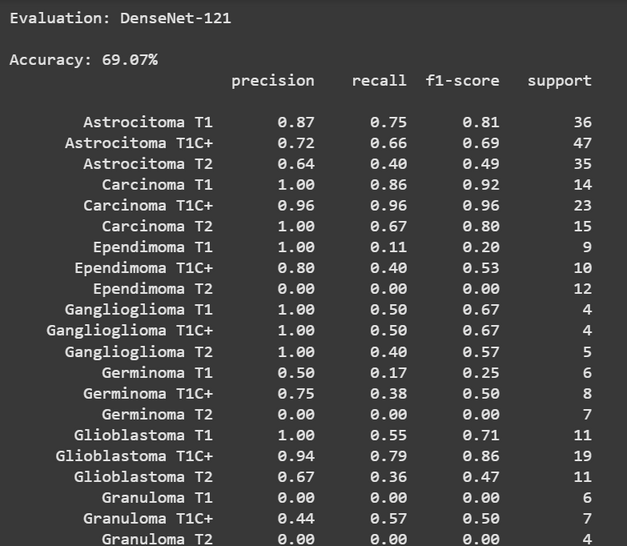 Evaluation: DenseNet-121
Accuracy: 69.07%
precision recall f1-score support
Astrocitoma T1 0.87 0.75 0.81 36
Astrocitoma T1C+ 0.72 0.66 0.69 47
Astrocitoma T2 0.64 0.40 0.49 35
Carcinoma T1 1.00 0.86 0.92 14
Carcinoma T1C+ 0.96 0.96 0.96 23
Carcinoma T2 1.00 0.67 0.80 15
Ependimoma T1 1.00 0.11 0.20 9
Ependimoma T1C+ 0.80 0.40 0.53 10
Ependimoma T2 0.00 0.00 0.00 12
Ganglioglioma T1 1.00 0.50 0.67 4
Ganglioglioma T1C+ 1.00 0.50 0.67 4
Ganglioglioma T2 1.00 0.40 0.57 5
Germinoma T1 0.50 0.17 0.25 6
Germinoma T1C+ 0.75 0.38 0.50 8
Germinoma T2 0.00 0.00 0.00 7
Glioblastoma T1 1.00 0.55 0.71 11
Glioblastoma T1C+ 0.94 0.79 0.86 19
Glioblastoma T2 0.67 0.36 0.47 11
Granuloma T1 0.00 0.00 0.00 6
Granuloma T1C+ 0.44 0.57 0.50 7
Granuloma T2 0.00 0.00 0.00 4